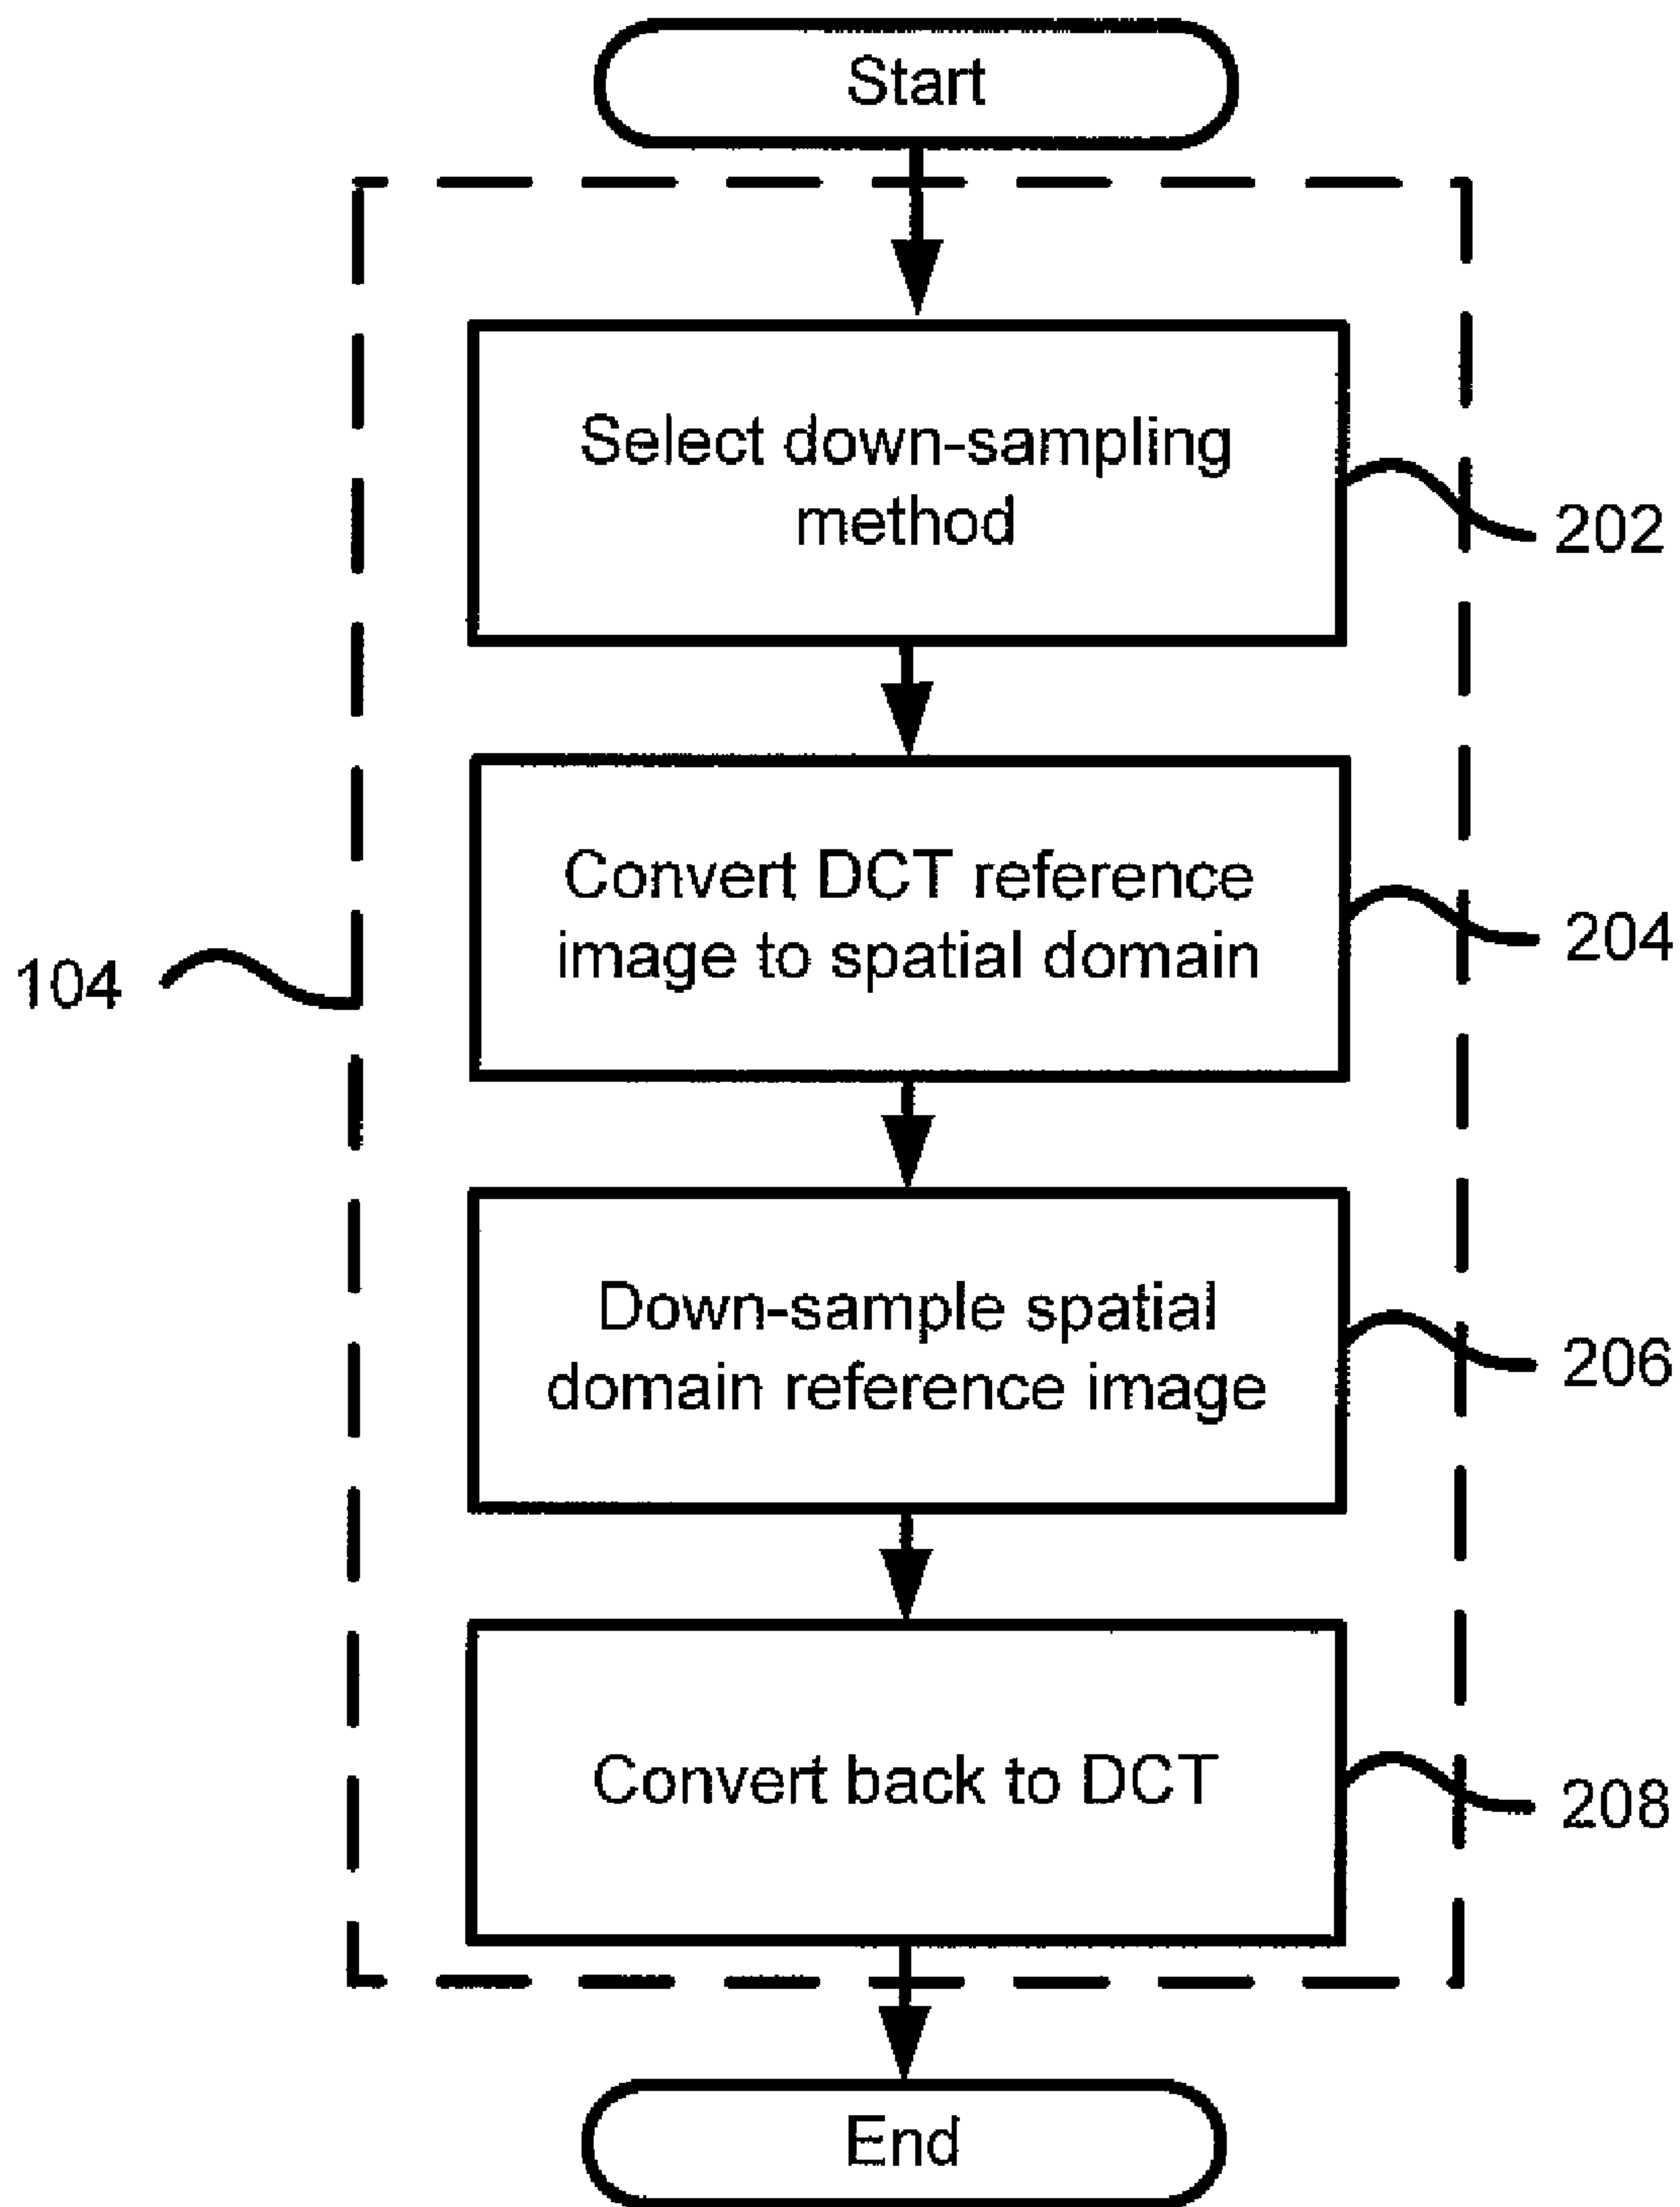 Start
Select down-sampling
method
202
Convert DCT reference
image to spatial domain
204
104
Down-sample spatial
domain reference image
206
Convert back to DCT
208
End